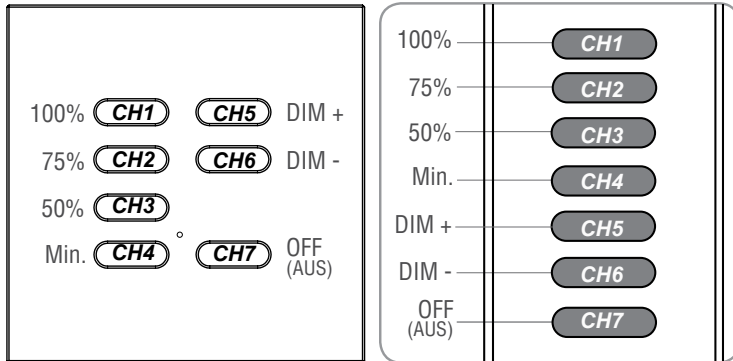 100% CH1 CH5 DIM +
75% CH2 CH6 DIM -
50% CH3
Min. CH4 CH7 OFF
(AUS)
100% CH1
75% CH2
50% CH3
Min. CH4
DIM + CH5
DIM - CH6
OFF
(AUS) CH7